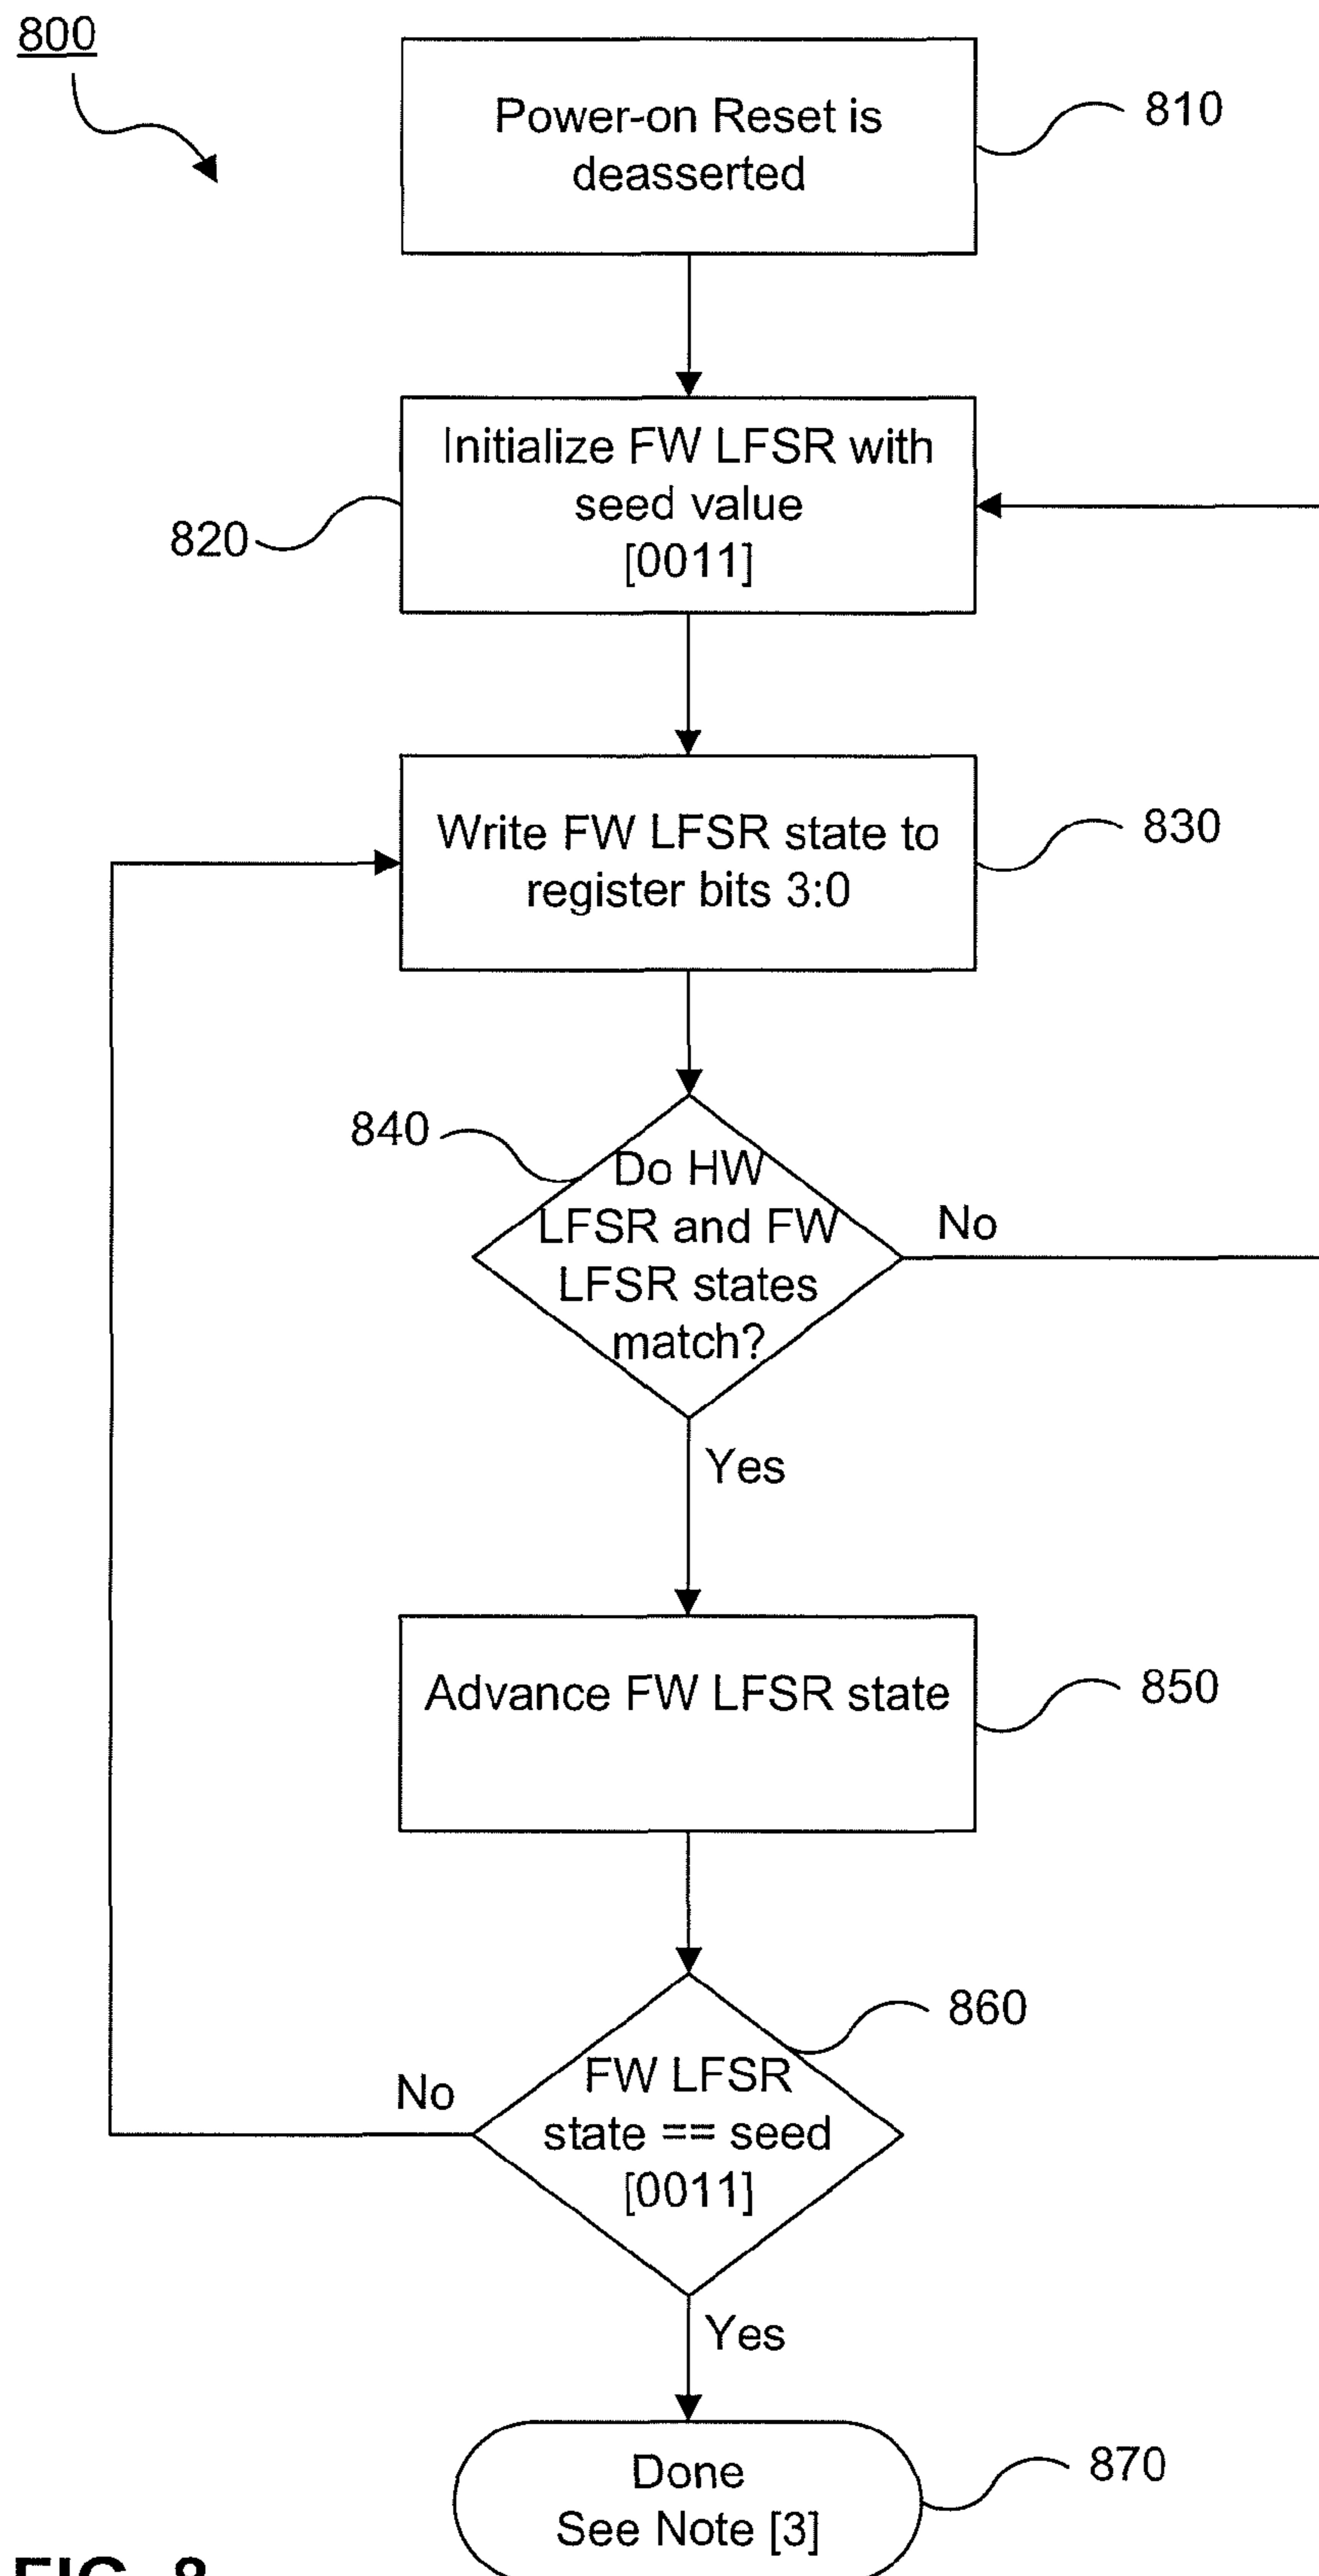 800
Power-on Reset is
deasserted
810
Initialize FW LFSR with
seed value
[0011]
820
Write FW LFSR state to
register bits 3:0
830
840
Do HW
LFSR and FW
LFSR states
match?
No
Yes
Advance FW LFSR state
850
860
FW LFSR
state == seed
[0011]
No
Yes
Done
See Note [3]
870
FIG. 8